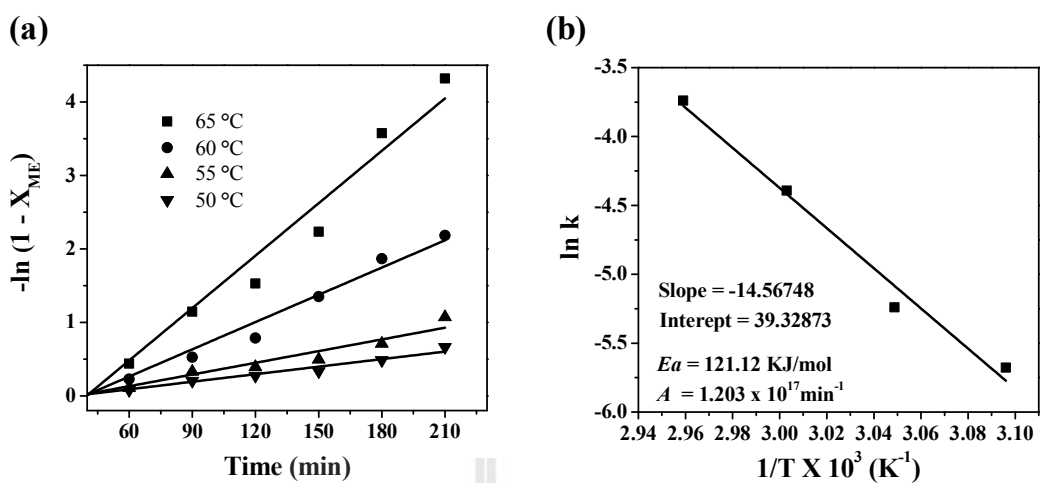 (a)
-ln (1 - X_ME)
4
3
2
1
0
65 °C
60 °C
55 °C
50 °C
60 90 120 150 180 210
Time (min)
(b)
ln k
-3.5
-4.0
-4.5
-5.0
-5.5
-6.0
Slope = -14.56748
Interept = 39.32873
Ea = 121.12 KJ/mol
A = 1.203 x 10^17 min^-1
2.94 2.96 2.98 3.00 3.02 3.04 3.06 3.08 3.10
1/T X 10^3 (K^-1)